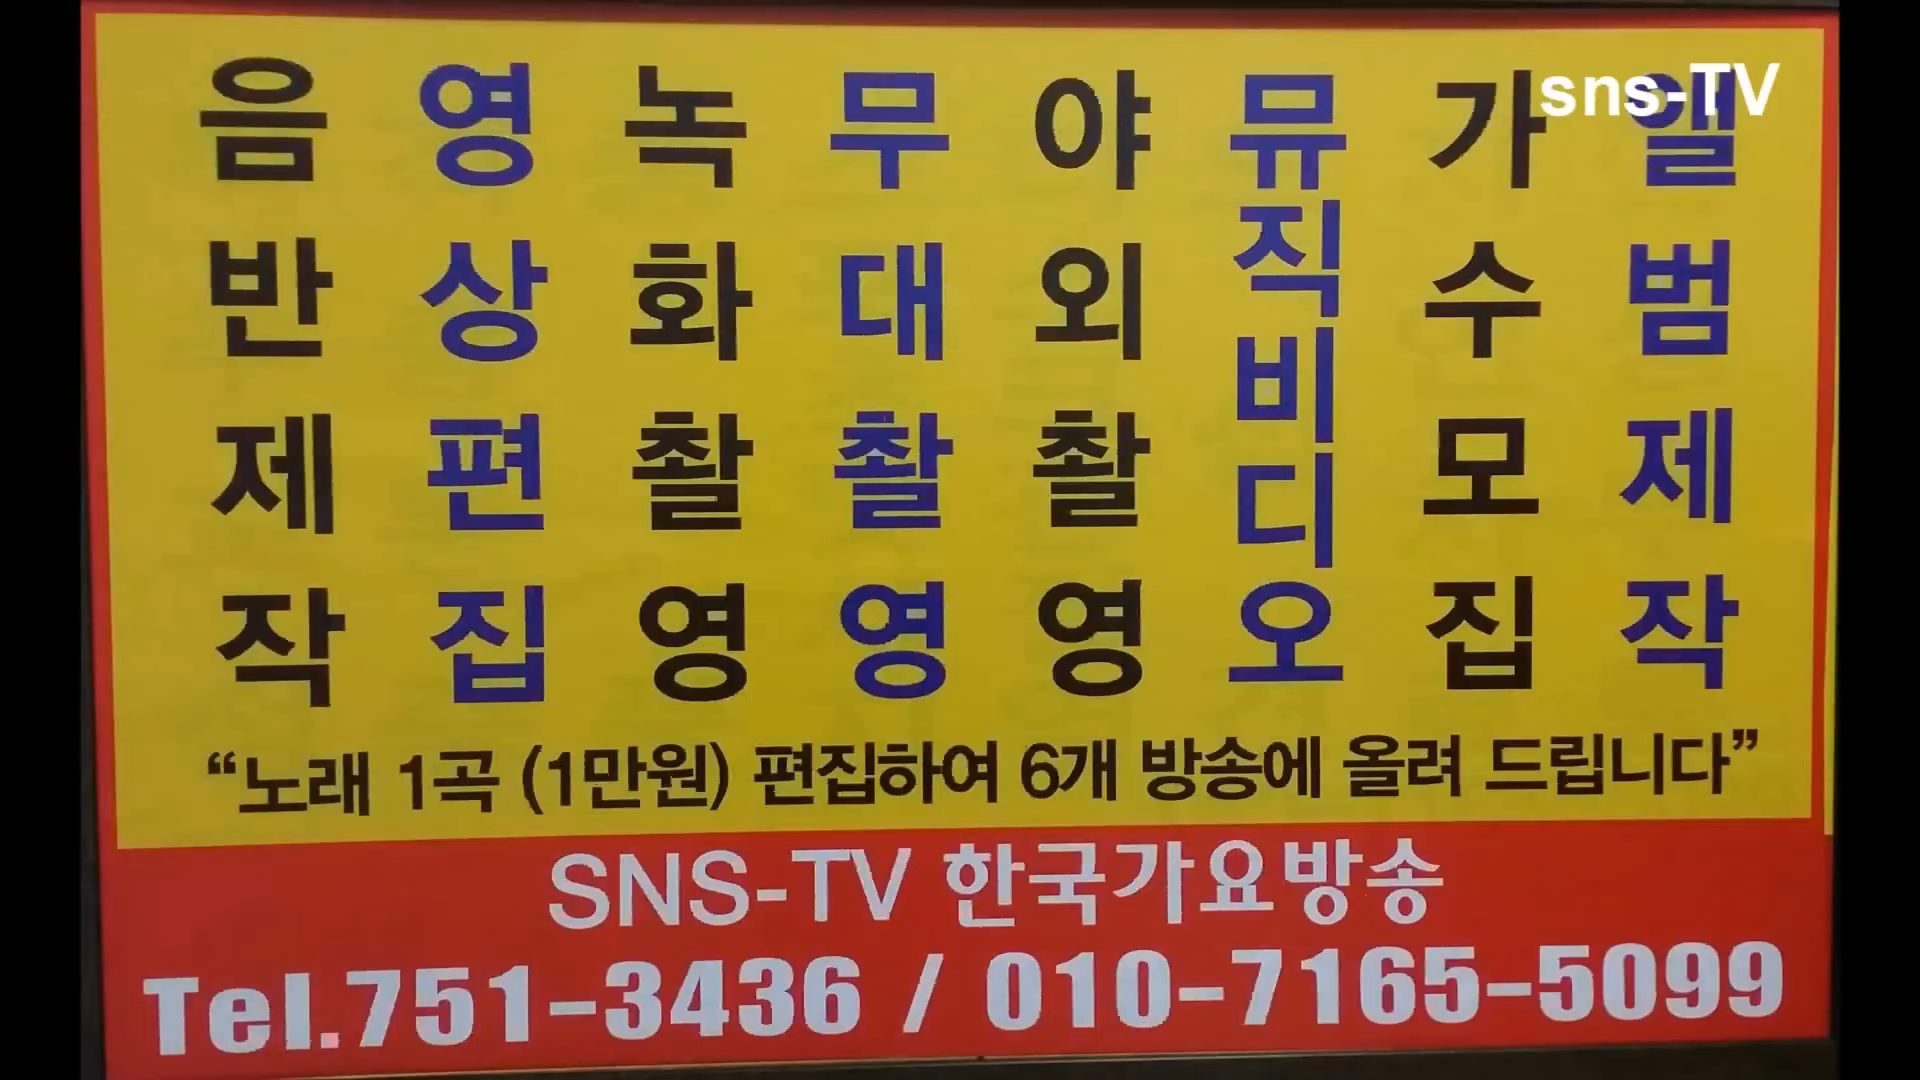 sns-TV
음반제작
영상편집
녹화촬영
무대촬영
야외촬영
뮤직비디오
가수모집
앨범제작
“노래 1곡 (1만원) 편집하여 6개 방송에 올려 드립니다”
SNS-TV 한국가요방송
Tel.751-3436 / 010-7165-5099